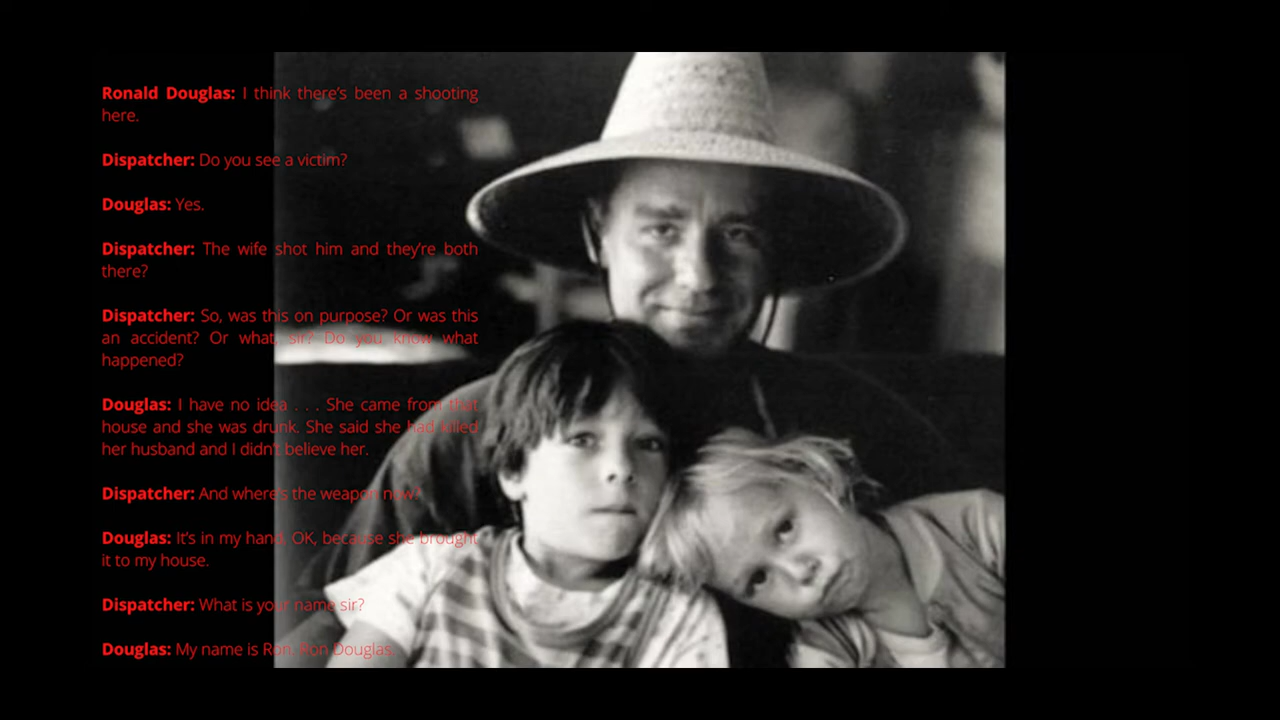 Ronald Douglas: I think there's been a shooting
here.
Dispatcher: Do you see a victim?
Douglas: Yes.
Dispatcher: The wife shot him and they're both
there?
Dispatcher: So, was this on purpose? Or was this
an accident? Or what, sir? Do you know what
happened?
Douglas: I have no idea . . . She came from that
house and she was drunk. She said she had killed
her husband and I didn't believe her.
Dispatcher: And where's the weapon now?
Douglas: It's in my hand. OK, because she brought
it to my house.
Dispatcher: What is your name sir?
Douglas: My name is Ron. Ron Douglas.